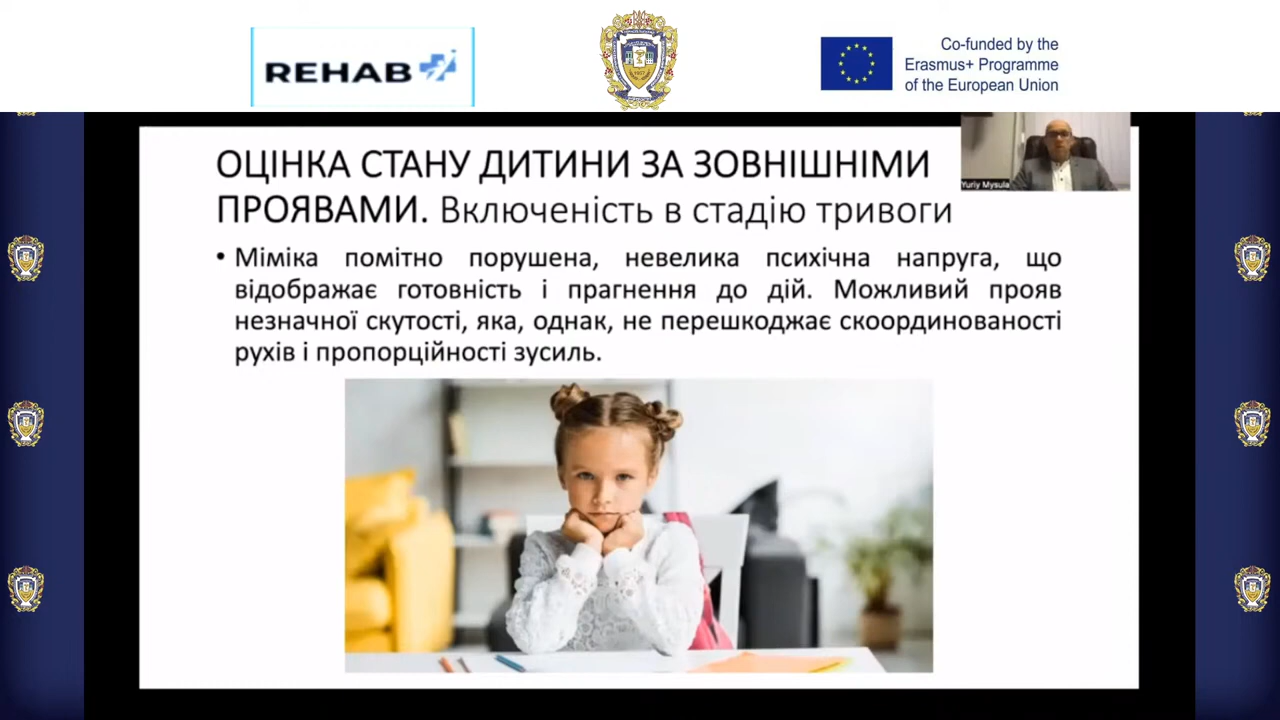 REHAB
Co-funded by the
Erasmus+ Programme
of the European Union
Yuriy Mysula
ОЦІНКА СТАНУ ДИТИНИ ЗА ЗОВНІШНІМИ
ПРОЯВАМИ. Включеність в стадію тривоги
• Міміка помітно порушена, невелика психічна напруга, що
відображає готовність і прагнення до дій. Можливий прояв
незначної скутості, яка, однак, не перешкоджає скоординованості
рухів і пропорційності зусиль.